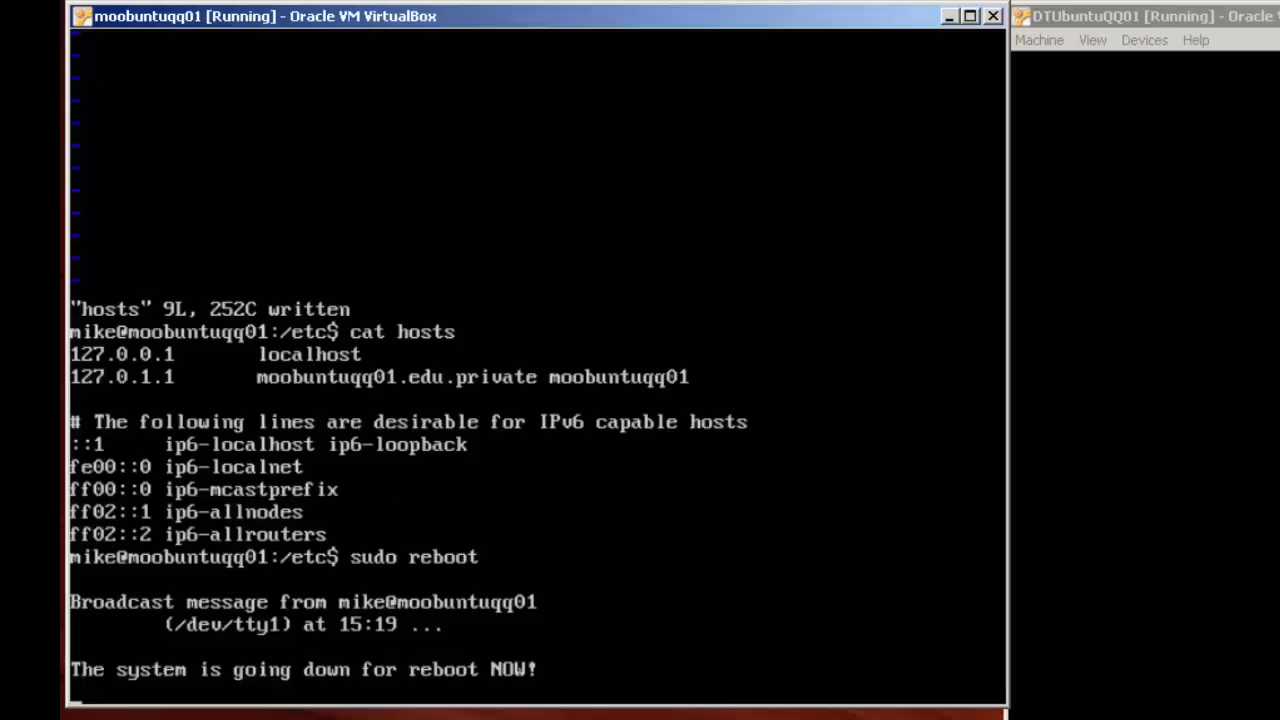 moobuntuqq01 [Running] - Oracle VM VirtualBox
DTUbuntuQQ01 [Running] - Oracle
Machine View Devices Help
~
~
~
~
~
~
~
~
~
~
~
~
"hosts" 9L, 252C written
mike@moobuntuqq01:/etc$ cat hosts
127.0.0.1 localhost
127.0.1.1 moobuntuqq01.edu.private moobuntuqq01
# The following lines are desirable for IPv6 capable hosts
::1 ip6-localhost ip6-loopback
fe00::0 ip6-localnet
ff00::0 ip6-mcastprefix
ff02::1 ip6-allnodes
ff02::2 ip6-allrouters
mike@moobuntuqq01:/etc$ sudo reboot
Broadcast message from mike@moobuntuqq01
(/dev/tty1) at 15:19 ...
The system is going down for reboot NOW!